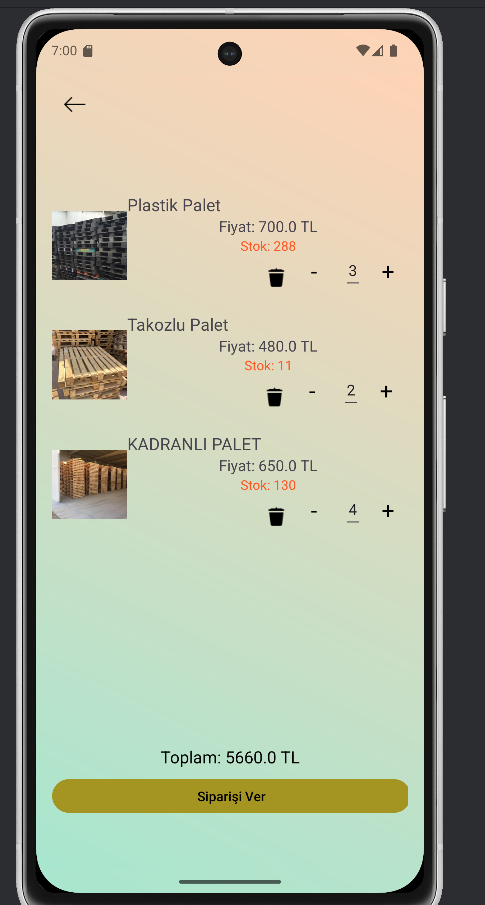 7:00
Plastik Palet
Fiyat: 700.0 TL
Stok: 288
- 3 +
Takozlu Palet
Fiyat: 480.0 TL
Stok: 11
- 2 +
KADRANLI PALET
Fiyat: 650.0 TL
Stok: 130
- 4 +
Toplam: 5660.0 TL
Siparişi Ver